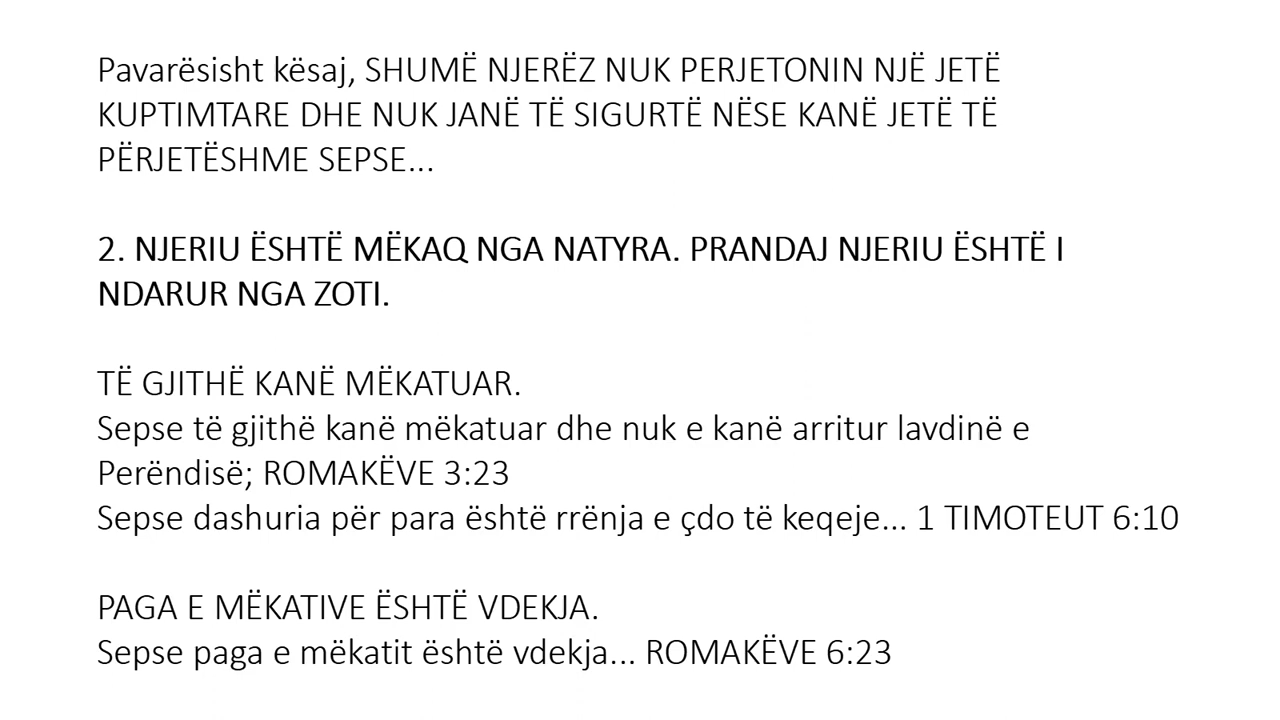 Pavarësisht kësaj, SHUMË NJERËZ NUK PERJETONIN NJË JETË
KUPTIMTARE DHE NUK JANË TË SIGURTË NËSE KANË JETË TË
PËRJETËSHME SEPSE...
2. NJERIU ËSHTË MËKAQ NGA NATYRA. PRANDAJ NJERIU ËSHTË I
NDARUR NGA ZOTI.
TË GJITHË KANË MËKATUAR.
Sepse të gjithë kanë mëkatuar dhe nuk e kanë arritur lavdinë e
Perëndisë; ROMAKËVE 3:23
Sepse dashuria për para është rrënja e çdo të keqeje... 1 TIMOTEUT 6:10
PAGA E MËKATIVE ËSHTË VDEKJA.
Sepse paga e mëkatit është vdekja... ROMAKËVE 6:23